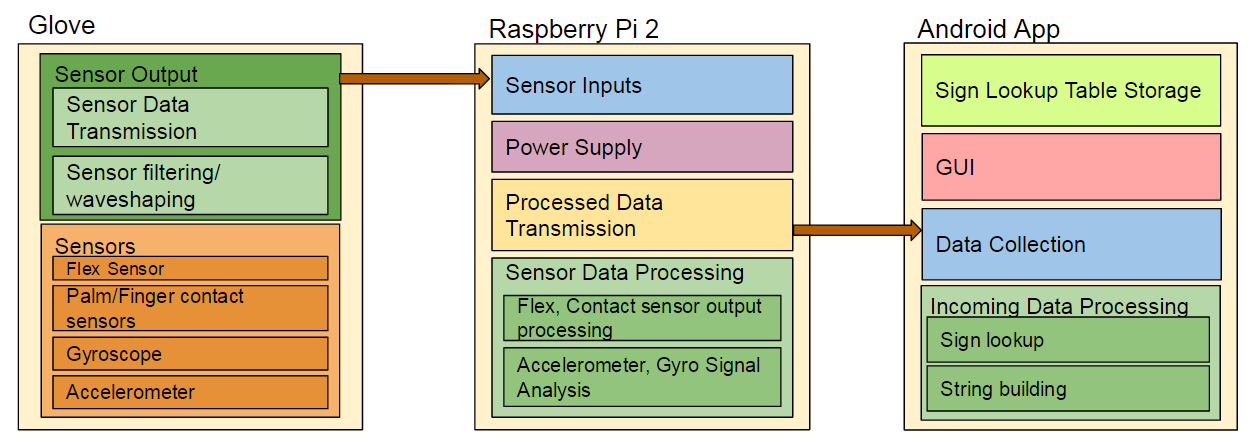 Glove
Sensor Output
Sensor Data
Transmission
Sensor filtering/
waveshaping
Sensors
Flex Sensor
Palm/Finger contact
sensors
Gyroscope
Accelerometer
Raspberry Pi 2
Sensor Inputs
Power Supply
Processed Data
Transmission
Sensor Data Processing
Flex, Contact sensor output
processing
Accelerometer, Gyro Signal
Analysis
Android App
Sign Lookup Table Storage
GUI
Data Collection
Incoming Data Processing
Sign lookup
String building